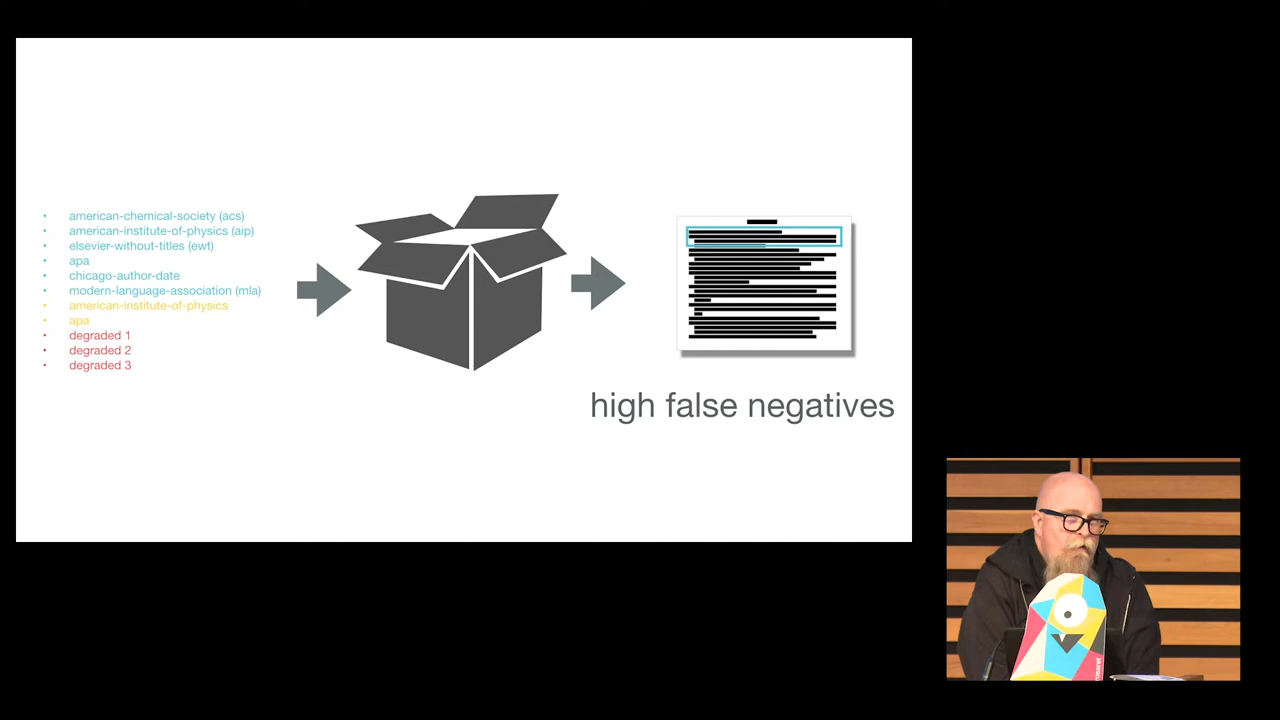 american-chemical-society (acs)
american-institute-of-physics (aip)
elsevier-without-titles (ewt)
apa
chicago-author-date
modern-language-association (mla)
american-institute-of-physics
apa
degraded 1
degraded 2
degraded 3
high false negatives
crossref